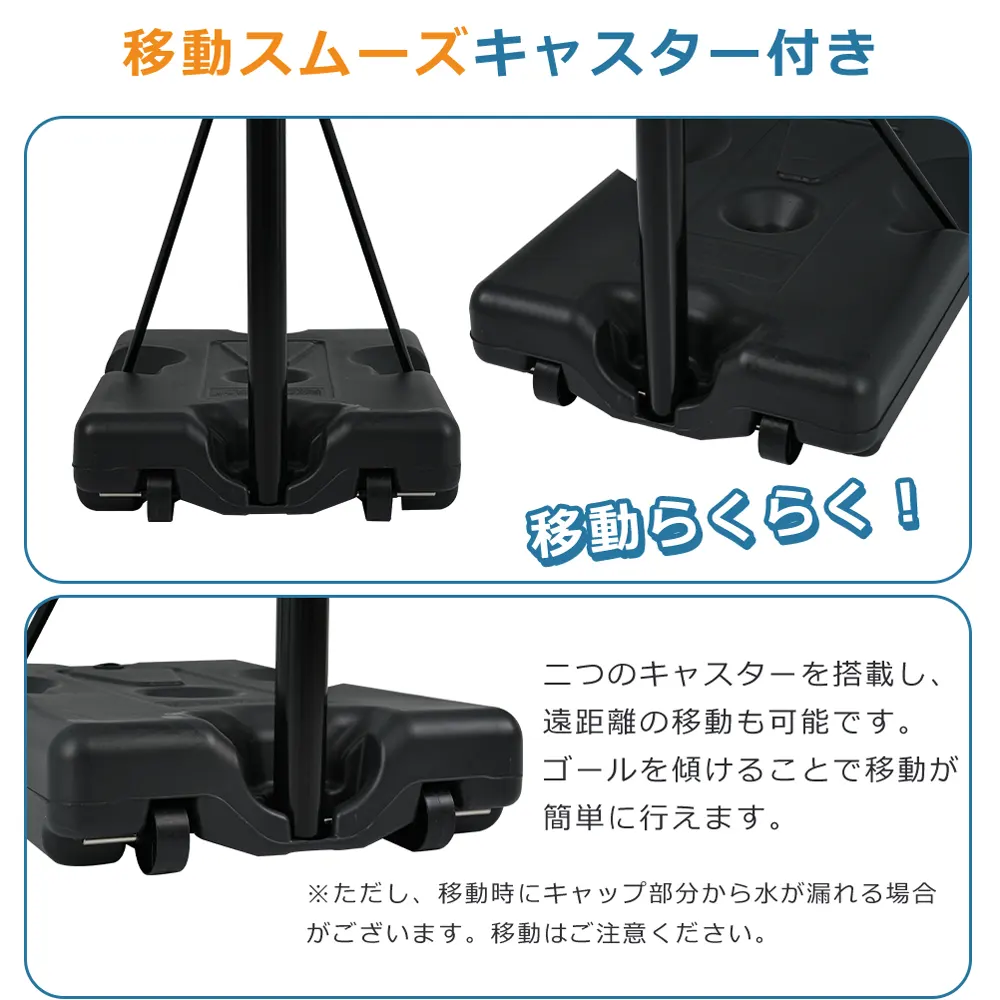 移動スムーズキャスター付き
移動らくらく！
二つのキャスターを搭載し、
遠距離の移動も可能です。
ゴールを傾けることで移動が
簡単に行えます。
※ただし、移動時にキャップ部分から水が漏れる場合
がございます。移動はご注意ください。